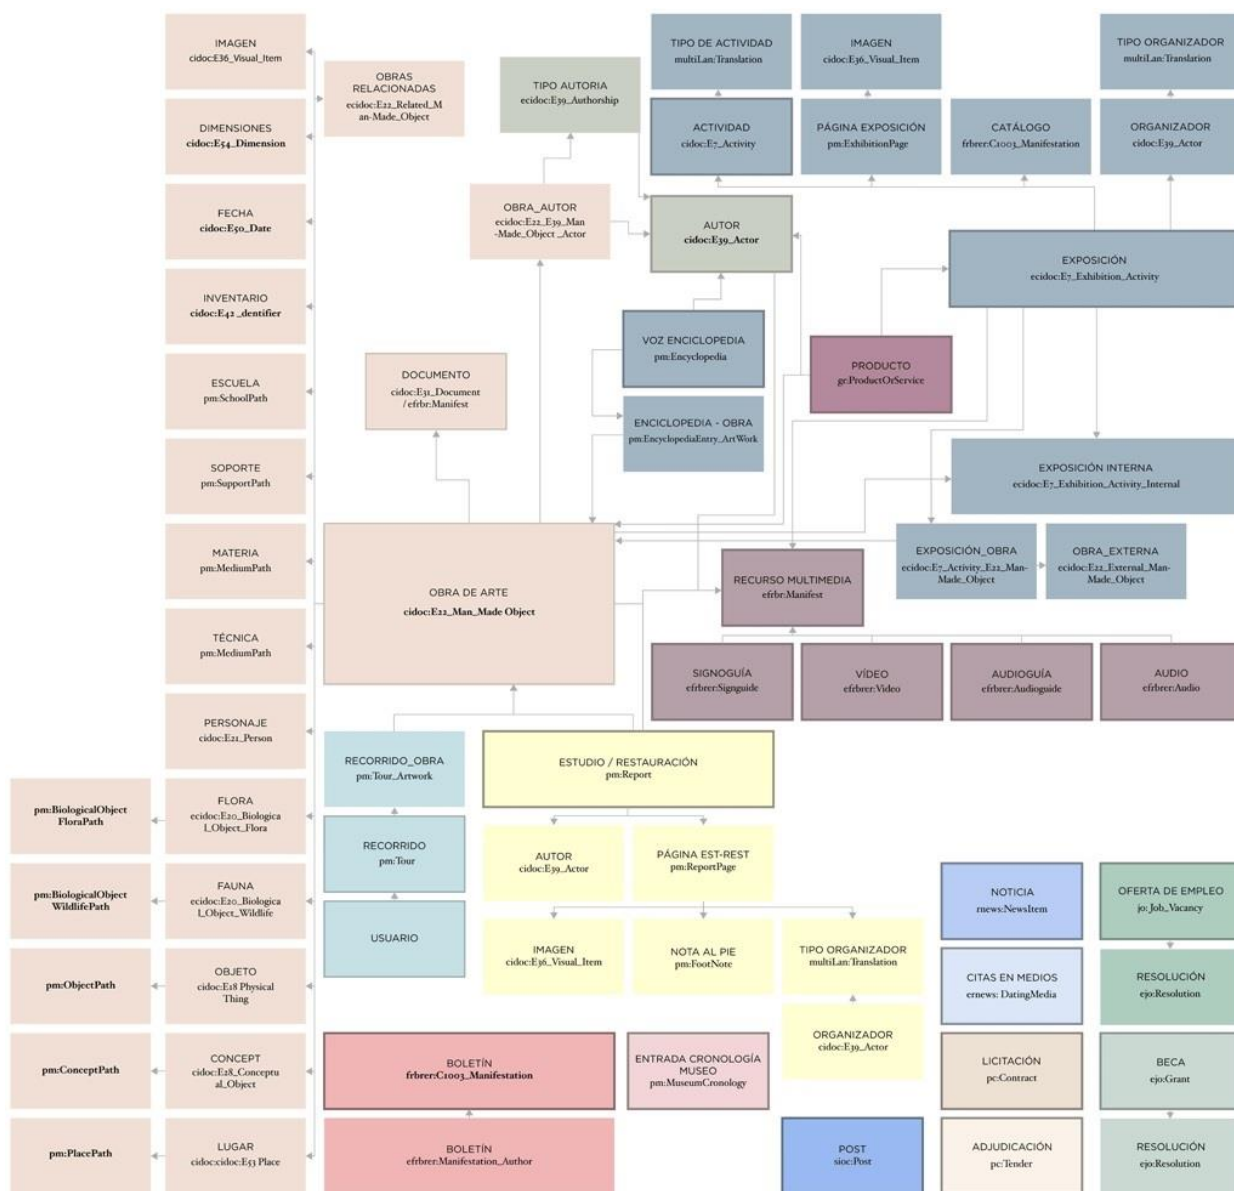 IMAGEN
cidoc:E36_Visual_Item
OBRAS
RELACIONADAS
ecidoc:E22_Related_M
an-Made_Object
DIMENSIONES
cidoc:E54_Dimension
FECHA
cidoc:E50_Date
INVENTARIO
cidoc:E42 _dentifier
ESCUELA
pm:SchoolPath
SOPORTE
pm:SupportPath
MATERIA
pm:MediumPath
TÉCNICA
pm:MediumPath
PERSONAJE
cidoc:E21_Person
pm:BiologicalObject
FloraPath
FLORA
ecidoc:E20_Biologica
l_Object_Flora
pm:BiologicalObject
WildlifePath
FAUNA
ecidoc:E20_Biologica
l_Object_Wildlife
pm:ObjectPath
OBJETO
cidoc:E18 Physical
Thing
pm:ConceptPath
CONCEPT
cidoc:E28_Conceptu
al_Object
pm:PlacePath
LUGAR
cidoc:cidoc:E53 Place
TIPO AUTORIA
ecidoc:E39_Authorship
OBRA_AUTOR
ecidoc:E22_E39_Man
-Made_Object _Actor
AUTOR
cidoc:E39_Actor
DOCUMENTO
cidoc:E31_Document
/ efrbr:Manifest
VOZ ENCICLOPEDIA
pm:Encyclopedia
ENCICLOPEDIA - OBRA
pm:EncyclopediaEntry_ArtWork
OBRA DE ARTE
cidoc:E22_Man_Made Object
TIPO DE ACTIVIDAD
multiLan:Translation
IMAGEN
cidoc:E36_Visual_Item
TIPO ORGANIZADOR
multiLan:Translation
ACTIVIDAD
cidoc:E7_Activity
PÁGINA EXPOSICIÓN
pm:ExhibitionPage
CATÁLOGO
frbrer:C1003_Manifestation
ORGANIZADOR
cidoc:E39_Actor
EXPOSICIÓN
ecidoc:E7_Exhibition_Activity
PRODUCTO
gr:ProductOrService
EXPOSICIÓN INTERNA
ecidoc:E7_Exhibition_Activity_Internal
EXPOSICIÓN_OBRA
ecidoc:E7_Activity_E22_Man-
Made_Object
OBRA_EXTERNA
ecidoc:E22_External_Man-
Made_Object
RECURSO MULTIMEDIA
efrbr:Manifest
SIGNOGUÍA
efrbrer:Signguide
VÍDEO
efrbrer:Video
AUDIOGUÍA
efrbrer:Audioguide
AUDIO
efrbrer:Audio
RECORRIDO_OBRA
pm:Tour_Artwork
RECORRIDO
pm:Tour
USUARIO
ESTUDIO / RESTAURACIÓN
pm:Report
AUTOR
cidoc:E39_Actor
PÁGINA EST-REST
pm:ReportPage
IMAGEN
cidoc:E36_Visual_Item
NOTA AL PIE
pm:FootNote
TIPO ORGANIZADOR
multiLan:Translation
ORGANIZADOR
cidoc:E39_Actor
BOLETÍN
frbrer:C1003_Manifestation
BOLETÍN
efrbrer:Manifestation_Author
ENTRADA CRONOLOGÍA
MUSEO
pm:MuseumCronology
POST
sioc:Post
NOTICIA
rnews:NewsItem
CITAS EN MEDIOS
ernews: DatingMedia
LICITACIÓN
pc:Contract
ADJUDICACIÓN
pc:Tender
OFERTA DE EMPLEO
jo: Job_Vacancy
RESOLUCIÓN
ejo:Resolution
BECA
ejo:Grant
RESOLUCIÓN
ejo:Resolution